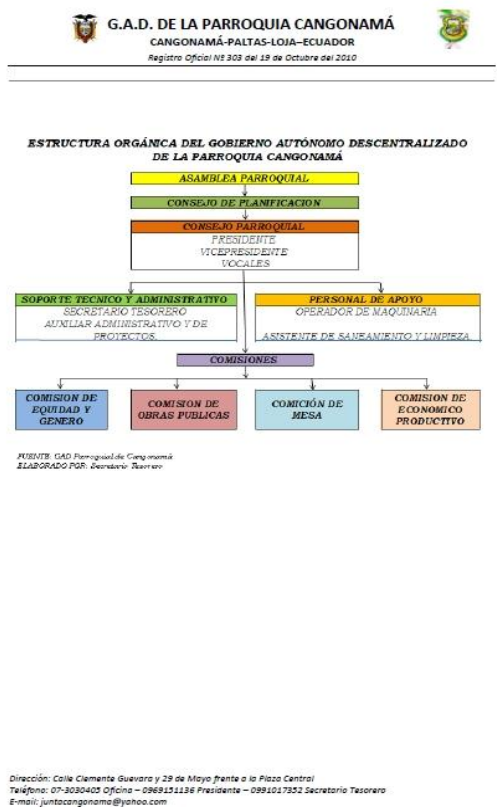 G.A.D. DE LA PARROQUIA CANGONAMÁ
CANGONAMÁ-PALTAS-LOJA–ECUADOR
Registro Oficial Nº 303 del 19 de Octubre del 2010
ESTRUCTURA ORGÁNICA DEL GOBIERNO AUTÓNOMO DESCENTRALIZADO
DE LA PARROQUIA CANGONAMÁ
ASAMBLEA PARROQUIAL
CONSEJO DE PLANIFICACION
CONSEJO PARROQUIAL
PRESIDENTE
VICEPRESIDENTE
VOCALES
SOPORTE TECNICO Y ADMINISTRATIVO
SECRETARIO TESORERO
AUXILIAR ADMINISTRATIVO Y DE
PROYECTOS.
PERSONAL DE APOYO
OPERADOR DE MAQUINARIA
ASISTENTE DE SANEAMIENTO Y LIMPIEZA.
COMISIONES
COMISION DE
EQUIDAD Y
GENERO
COMISION DE
OBRAS PUBLICAS
COMICIÓN DE
MESA
COMISION DE
ECONOMICO
PRODUCTIVO
FUENTE: GAD Parroquial de Cangonamá
ELABORADO POR: Secretario Tesorero
Dirección: Calle Clemente Guevara y 29 de Mayo frente a la Plaza Central
Teléfono: 07-3030405 Oficina – 0969151136 Presidente – 0991017352 Secretario Tesorero
E-mail: juntacangonama@yahoo.com